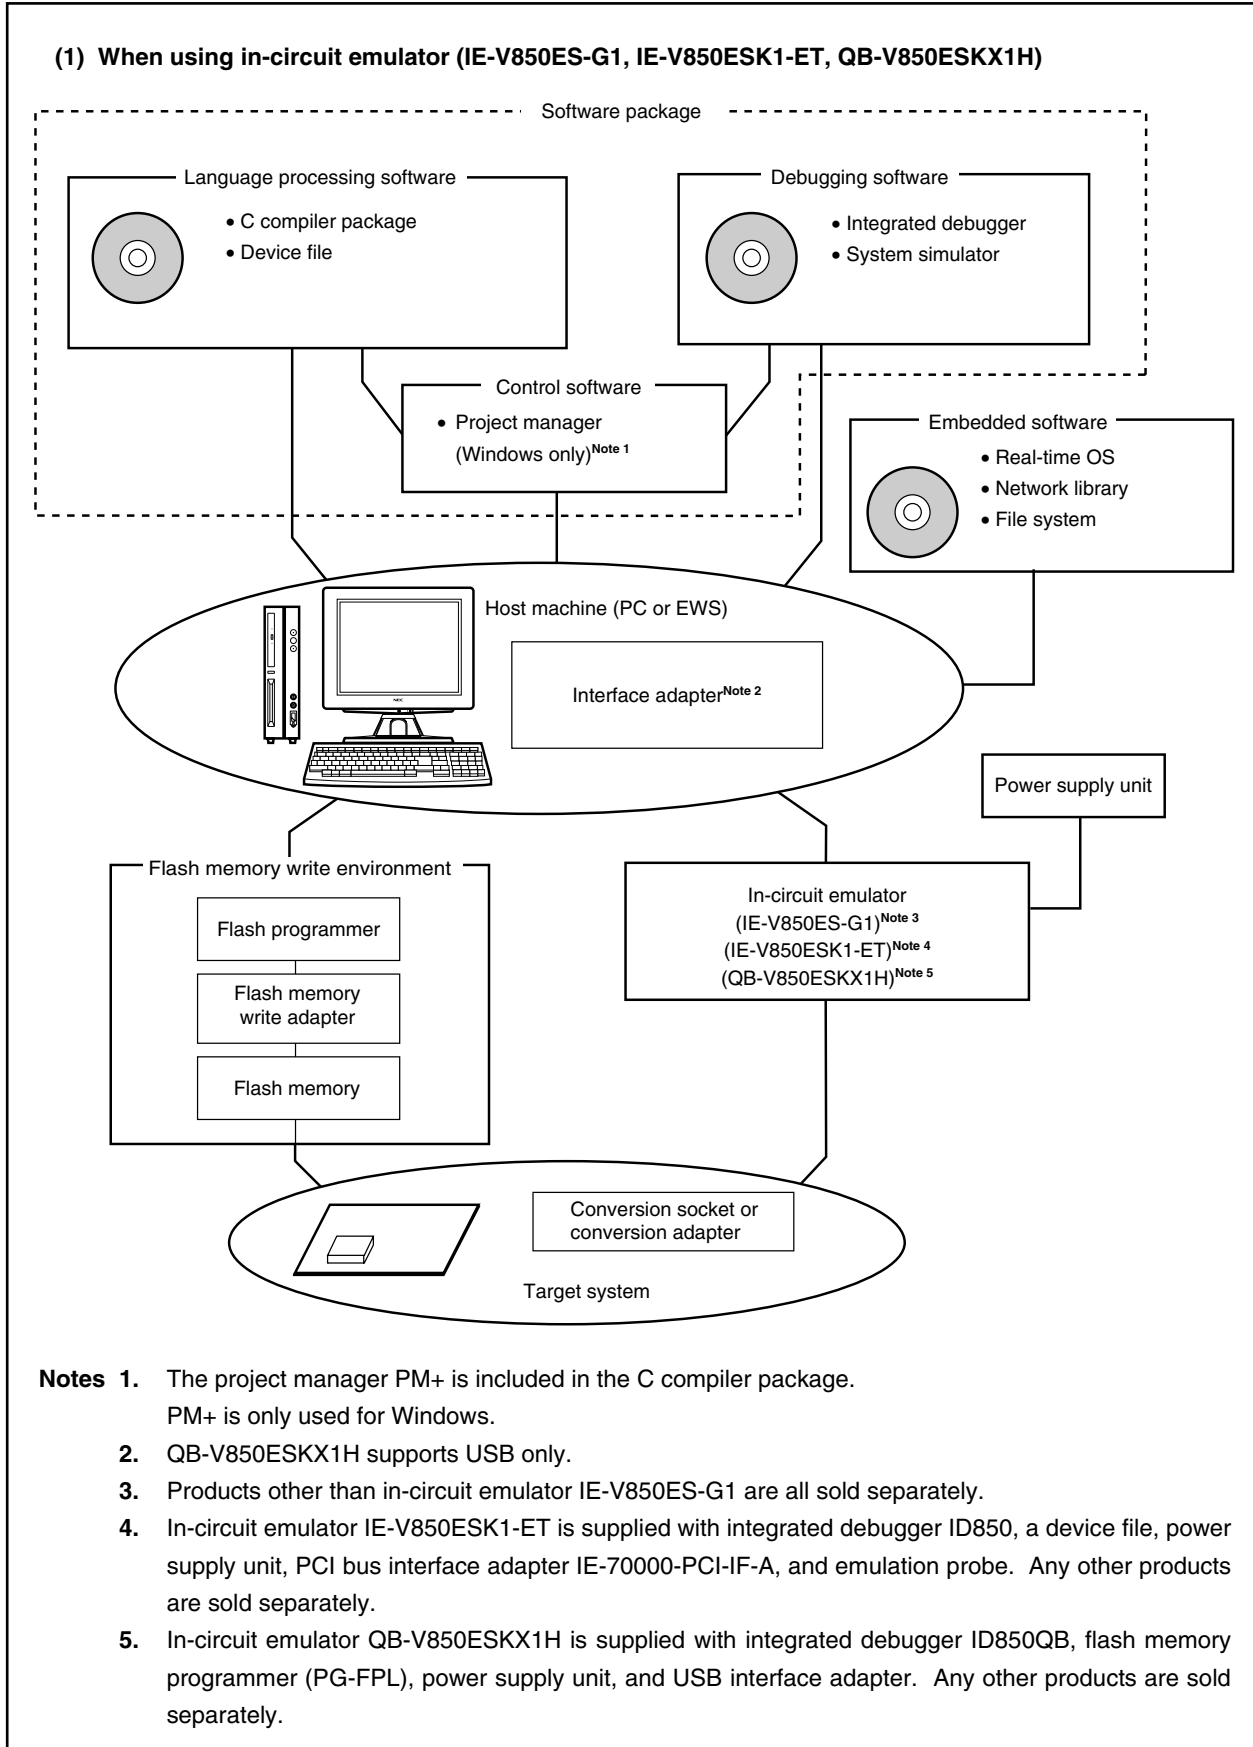 (1) When using in-circuit emulator (IE-V850ES-G1, IE-V850ESK1-ET, QB-V850ESKX1H)
Software package
Language processing software
• C compiler package
• Device file
Debugging software
• Integrated debugger
• System simulator
Control software
• Project manager
(Windows only)Note 1
Embedded software
• Real-time OS
• Network library
• File system
Host machine (PC or EWS)
Interface adapterNote 2
NEC
Power supply unit
Flash memory write environment
Flash programmer
Flash memory
write adapter
Flash memory
In-circuit emulator
(IE-V850ES-G1)Note 3
(IE-V850ESK1-ET)Note 4
(QB-V850ESKX1H)Note 5
Conversion socket or
conversion adapter
Target system
Notes 1. The project manager PM+ is included in the C compiler package.
PM+ is only used for Windows.
2. QB-V850ESKX1H supports USB only.
3. Products other than in-circuit emulator IE-V850ES-G1 are all sold separately.
4. In-circuit emulator IE-V850ESK1-ET is supplied with integrated debugger ID850, a device file, power
supply unit, PCI bus interface adapter IE-70000-PCI-IF-A, and emulation probe. Any other products
are sold separately.
5. In-circuit emulator QB-V850ESKX1H is supplied with integrated debugger ID850QB, flash memory
programmer (PG-FPL), power supply unit, and USB interface adapter. Any other products are sold
separately.